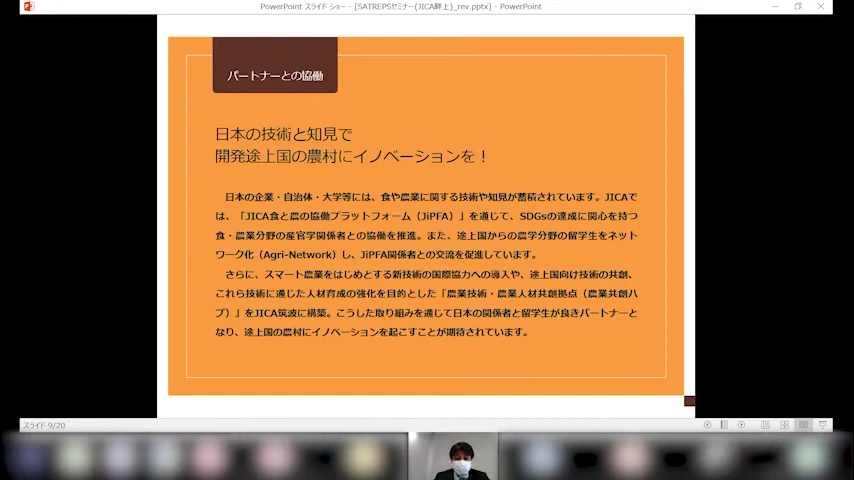 PowerPoint スライド ショー - [SATREPSセミナー(JICA畔上)_rev.pptx] - PowerPoint
パートナーとの協働
日本の技術と知見で
開発途上国の農村にイノベーションを！
日本の企業・自治体・大学等には、食や農業に関する技術や知見が蓄積されています。JICAで
は、「JICA食と農の協働プラットフォーム（JiPFA）」を通じて、SDGsの達成に関心を持つ
食・農業分野の産官学関係者との協働を推進。また、途上国からの農学分野の留学生をネット
ワーク化（Agri-Network）し、JiPFA関係者との交流を促進しています。
さらに、スマート農業をはじめとする新技術の国際協力への導入や、途上国向け技術の共創、
これら技術に通じた人材育成の強化を目的とした「農業技術・農業人材共創拠点（農業共創ハ
ブ）」をJICA筑波に構築。こうした取り組みを通じて日本の関係者と留学生が良きパートナーと
なり、途上国の農村にイノベーションを起こすことが期待されています。
スライド 9/20